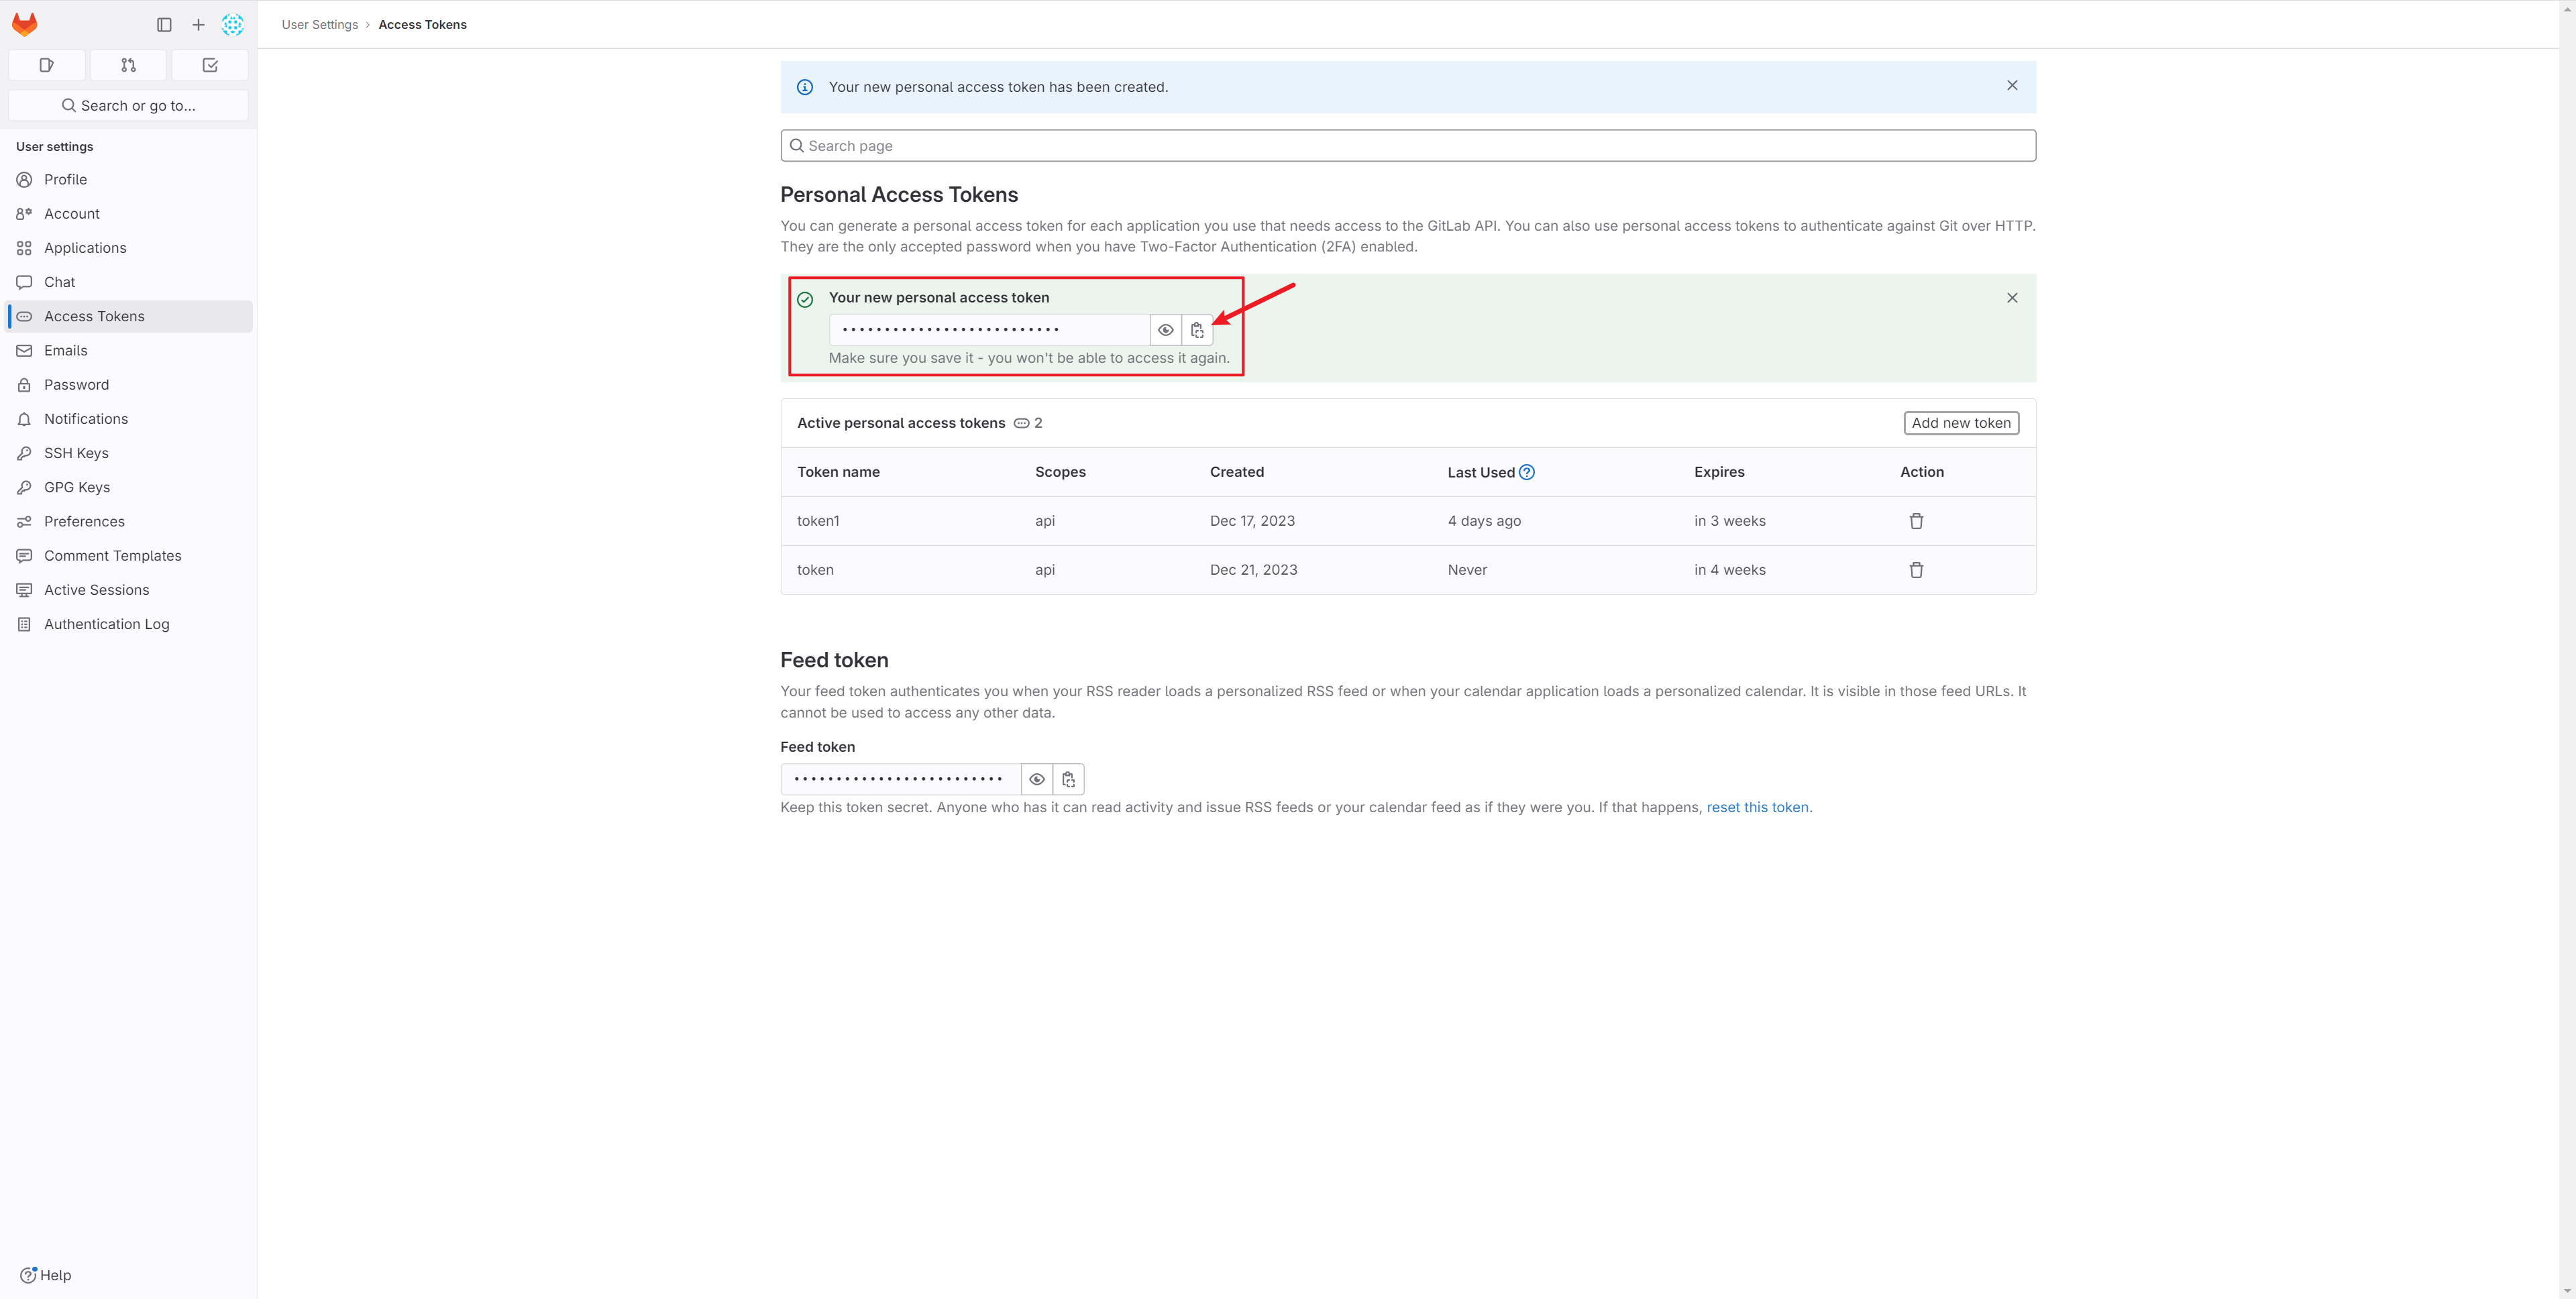 User Settings › Access Tokens
Search or go to...
User settings
Profile
Account
Applications
Chat
Access Tokens
Emails
Password
Notifications
SSH Keys
GPG Keys
Preferences
Comment Templates
Active Sessions
Authentication Log
Help
Your new personal access token has been created.
Search page
Personal Access Tokens
You can generate a personal access token for each application you use that needs access to the GitLab API. You can also use personal access tokens to authenticate against Git over HTTP.
They are the only accepted password when you have Two-Factor Authentication (2FA) enabled.
Your new personal access token
••••••••••••••••••••••••••
Make sure you save it - you won't be able to access it again.
Active personal access tokens 2 Add new token
Token name Scopes Created Last Used Expires Action
token1 api Dec 17, 2023 4 days ago in 3 weeks
token api Dec 21, 2023 Never in 4 weeks
Feed token
Your feed token authenticates you when your RSS reader loads a personalized RSS feed or when your calendar application loads a personalized calendar. It is visible in those feed URLs. It
cannot be used to access any other data.
Feed token
•••••••••••••••••••••••••
Keep this token secret. Anyone who has it can read activity and issue RSS feeds or your calendar feed as if they were you. If that happens, reset this token.